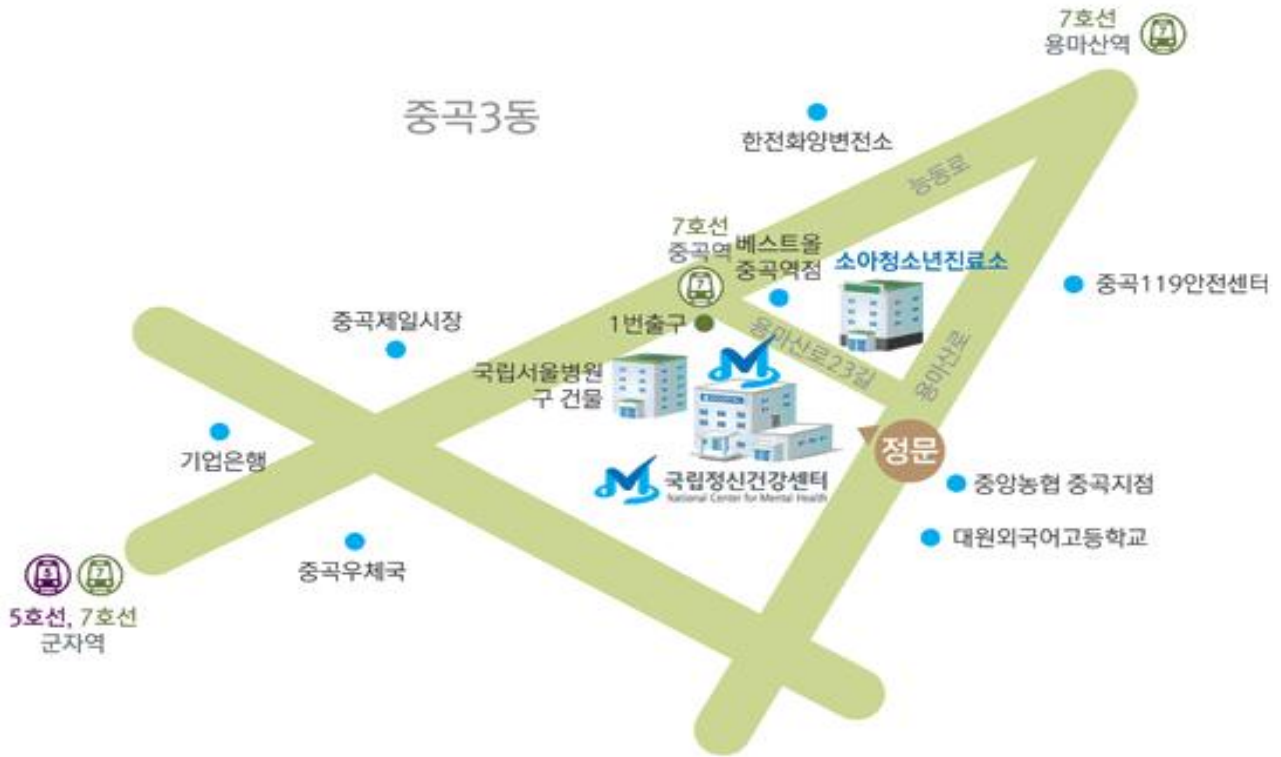 7호선
용마산역
7
중곡3동
한전화양변전소
능동로
7호선
중곡역
7
베스트올
중곡역점
소아청소년진료소
중곡119안전센터
1번출구
용마산로23길
용마산로
중곡제일시장
국립서울병원
구 건물
HOSPITAL
기업은행
정문
국립정신건강센터
National Center for Mental Health
중앙농협 중곡지점
대원외국어고등학교
중곡우체국
5
7
5호선, 7호선
군자역